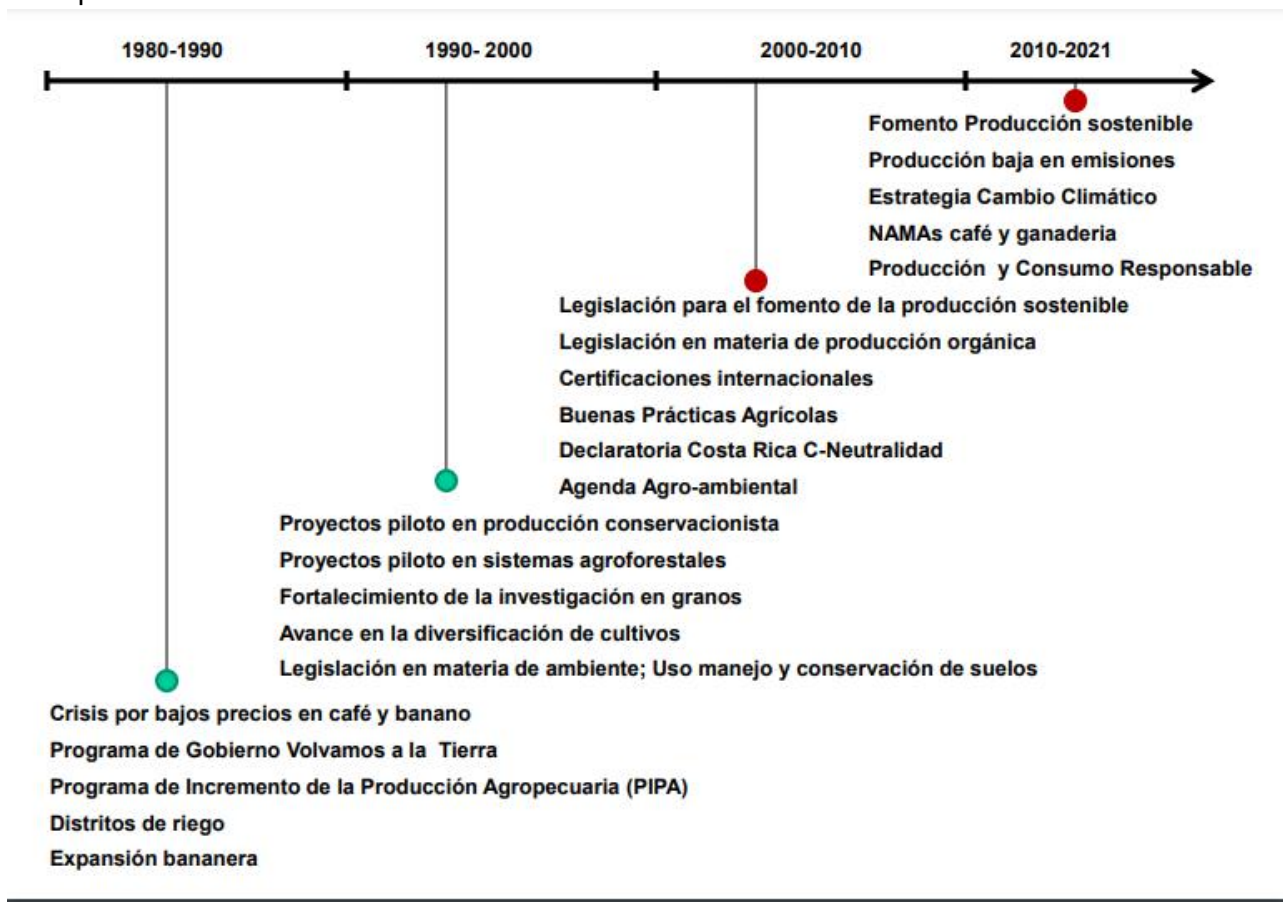 1980-1990
1990- 2000
2000-2010
2010-2021
Fomento Producción sostenible
Producción baja en emisiones
Estrategia Cambio Climático
NAMAs café y ganaderia
Producción y Consumo Responsable
Legislación para el fomento de la producción sostenible
Legislación en materia de producción orgánica
Certificaciones internacionales
Buenas Prácticas Agrícolas
Declaratoria Costa Rica C-Neutralidad
Agenda Agro-ambiental
Proyectos piloto en producción conservacionista
Proyectos piloto en sistemas agroforestales
Fortalecimiento de la investigación en granos
Avance en la diversificación de cultivos
Legislación en materia de ambiente; Uso manejo y conservación de suelos
Crisis por bajos precios en café y banano
Programa de Gobierno Volvamos a la Tierra
Programa de Incremento de la Producción Agropecuaria (PIPA)
Distritos de riego
Expansión bananera